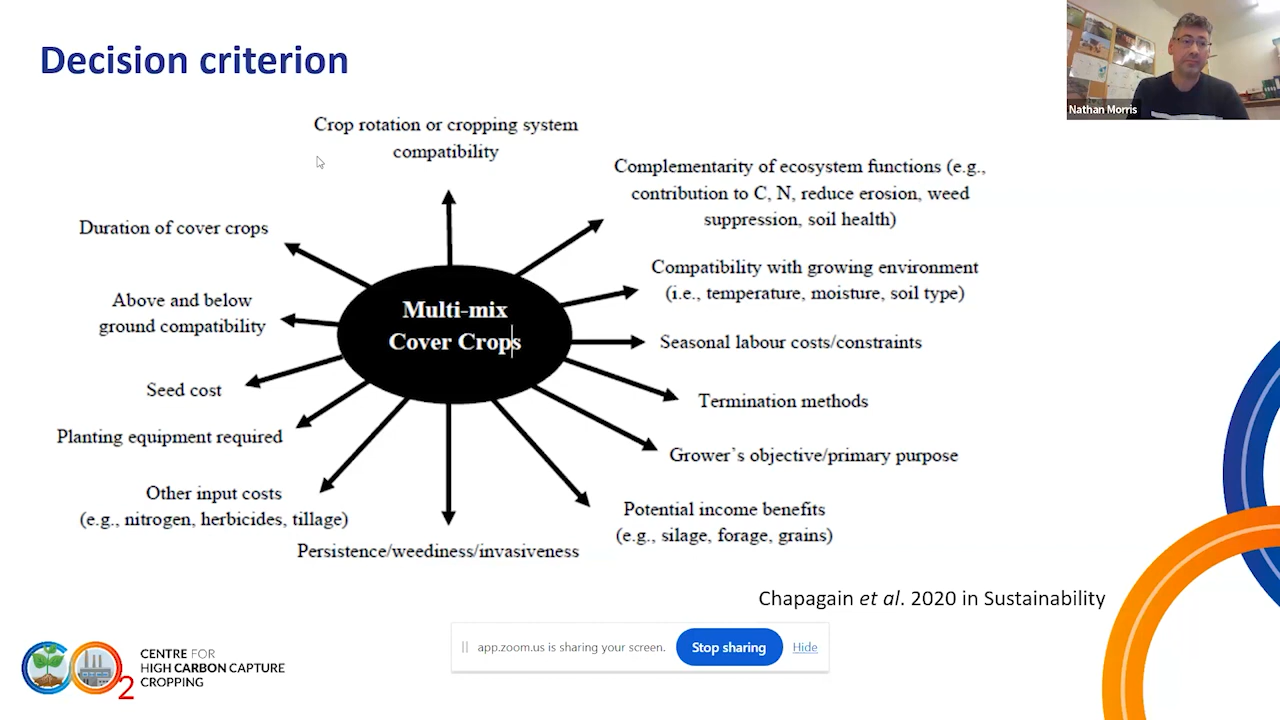 Decision criterion
Nathan Morris
Crop rotation or cropping system
compatibility
Complementarity of ecosystem functions (e.g.,
contribution to C, N, reduce erosion, weed
suppression, soil health)
Duration of cover crops
Compatibility with growing environment
(i.e., temperature, moisture, soil type)
Above and below
ground compatibility
Multi-mix
Cover Crops
Seasonal labour costs/constraints
Seed cost
Termination methods
Planting equipment required
Grower's objective/primary purpose
Other input costs
(e.g., nitrogen, herbicides, tillage)
Potential income benefits
(e.g., silage, forage, grains)
Persistence/weediness/invasiveness
Chapagain et al. 2020 in Sustainability
app.zoom.us is sharing your screen.
Stop sharing
Hide
CENTRE FOR
HIGH CARBON CAPTURE
CROPPING
2